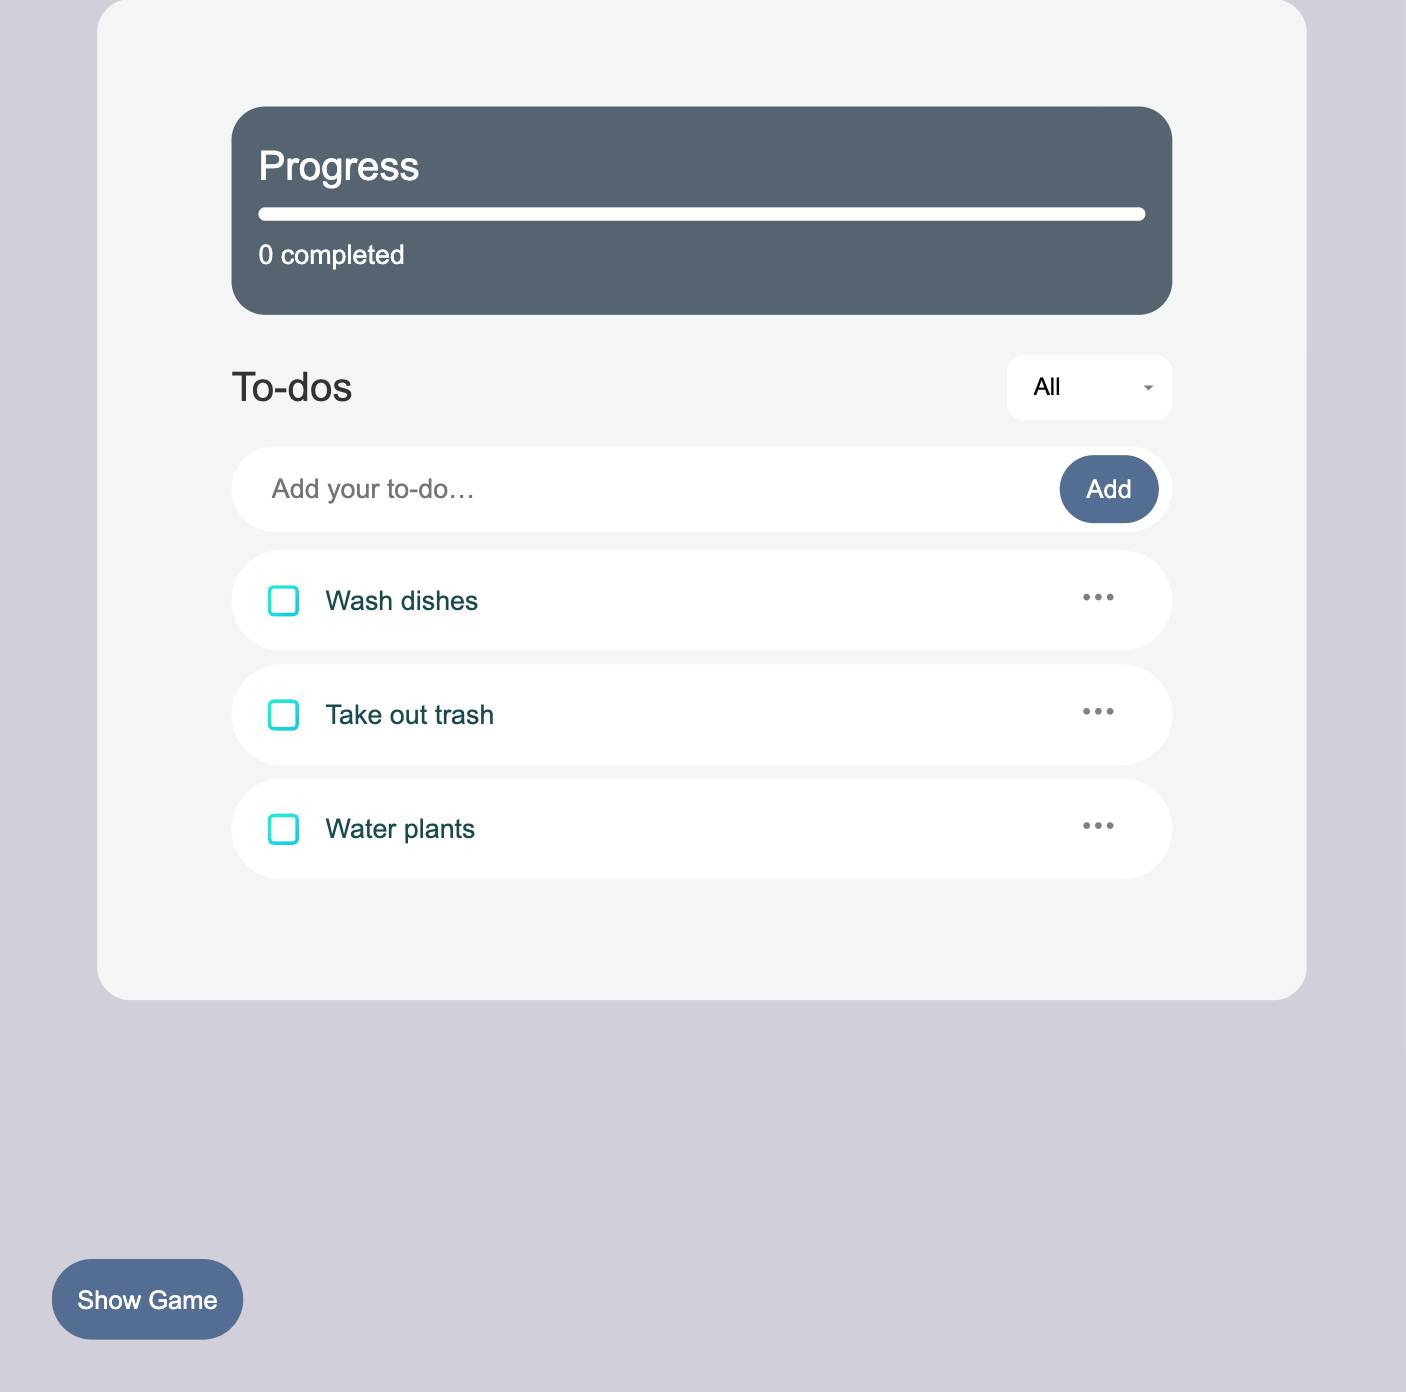 Progress
0 completed
To-dos
All
Add your to-do…
Add
Wash dishes
Take out trash
Water plants
Show Game